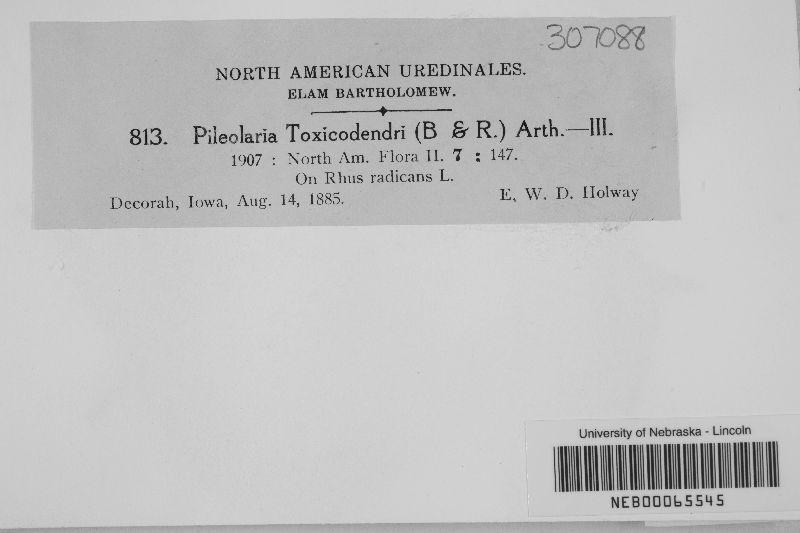 307088
NORTH AMERICAN UREDINALES.
ELAM BARTHOLOMEW.
813. Pileolaria Toxicodendri (B & R.) Arth.—III.
1907 : North Am. Flora II. 7 : 147.
On Rhus radicans L.
Decorah, Iowa, Aug. 14, 1885. E. W. D. Holway
University of Nebraska - Lincoln
NEB00065545